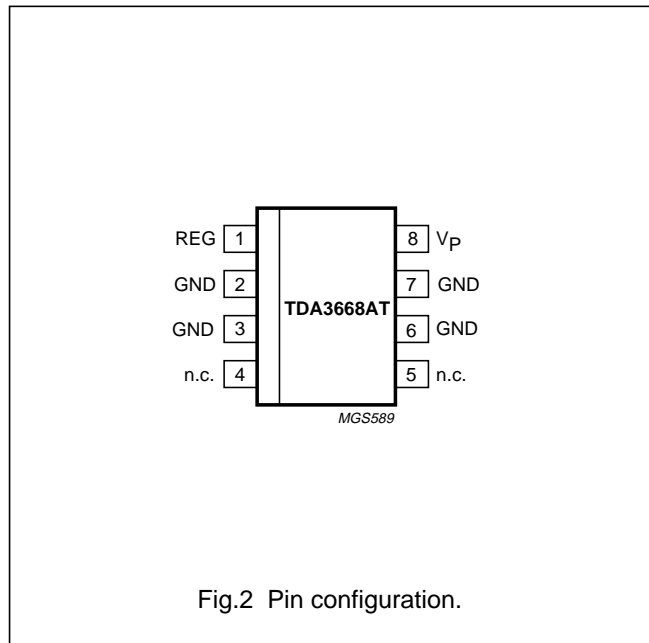 REG 1 8 VP
GND 2 7 GND
TDA3668AT
GND 3 6 GND
n.c. 4 5 n.c.
MGS589
Fig.2 Pin configuration.